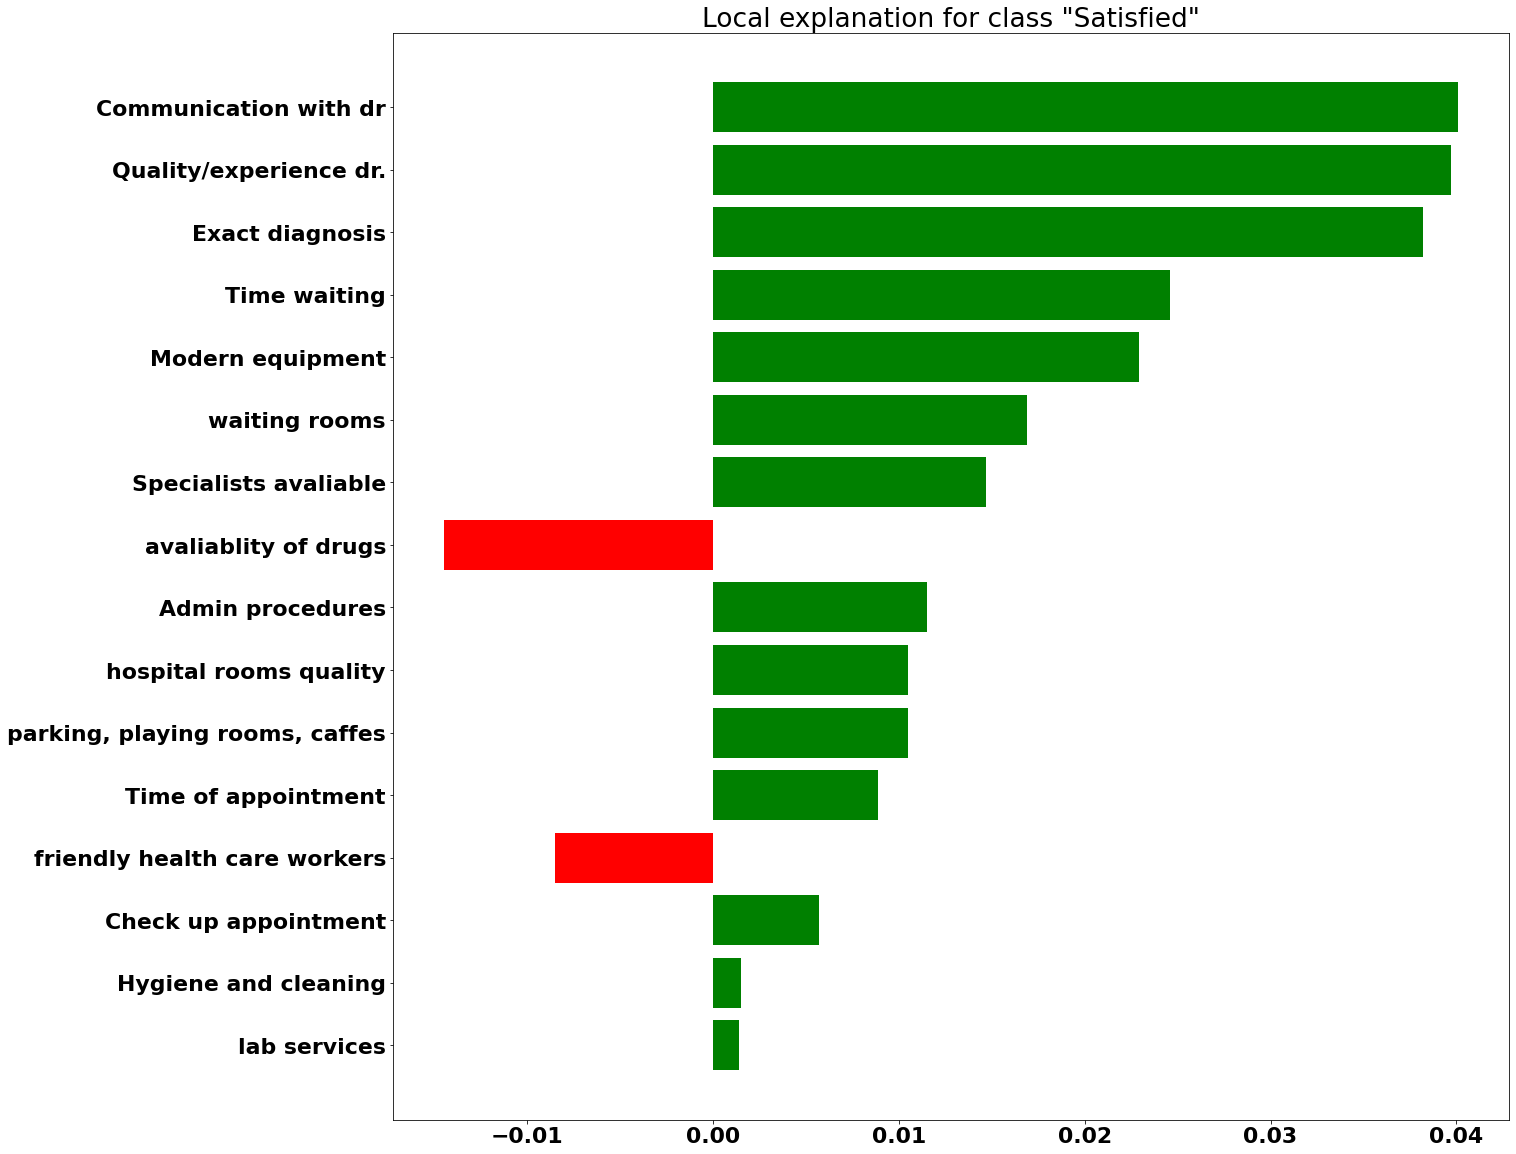 Local explanation for class "Satisfied"
Communication with dr
Quality/experience dr.
Exact diagnosis
Time waiting
Modern equipment
waiting rooms
Specialists avaliable
avaliablity of drugs
Admin procedures
hospital rooms quality
parking, playing rooms, caffes
Time of appointment
friendly health care workers
Check up appointment
Hygiene and cleaning
lab services
−0.01 0.00 0.01 0.02 0.03 0.04